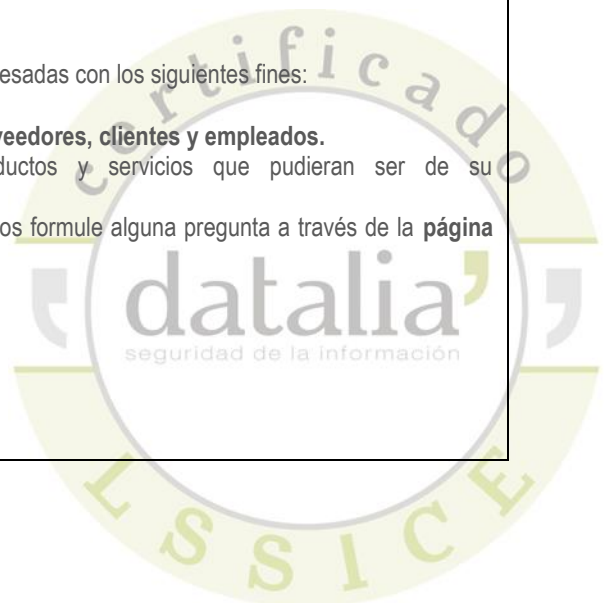 certificado
esadas con los siguientes fines:
veedores, clientes y empleados.
ductos y servicios que pudieran ser de su
os formule alguna pregunta a través de la página
datalia
seguridad de la información
LSSICE